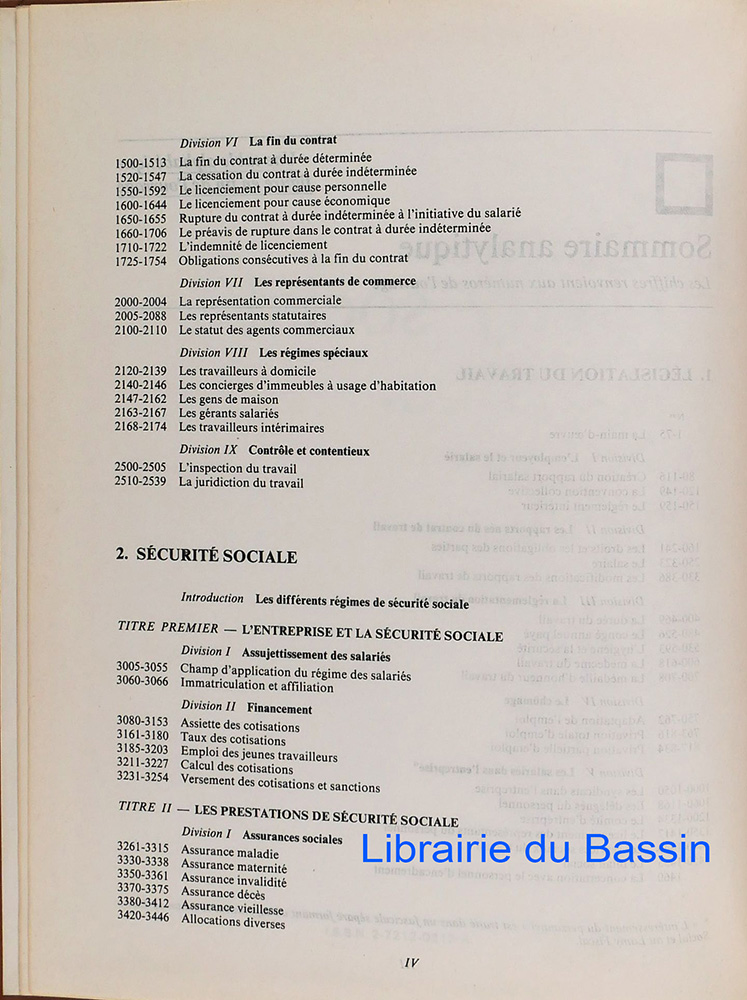 Division VI La fin du contrat
1500-1513 La fin du contrat à durée déterminée
1520-1547 La cessation du contrat à durée indéterminée
1550-1592 Le licenciement pour cause personnelle
1600-1644 Le licenciement pour cause économique
1650-1655 Rupture du contrat à durée indéterminée à l'initiative du salarié
1660-1706 Le préavis de rupture dans le contrat à durée indéterminée
1710-1722 L'indemnité de licenciement
1725-1754 Obligations consécutives à la fin du contrat
Division VII Les représentants de commerce
2000-2004 La représentation commerciale
2005-2088 Les représentants statutaires
2100-2110 Le statut des agents commerciaux
Division VIII Les régimes spéciaux
2120-2139 Les travailleurs à domicile
2140-2146 Les concierges d'immeubles à usage d'habitation
2147-2162 Les gens de maison
2163-2167 Les gérants salariés
2168-2174 Les travailleurs intérimaires
Division IX Contrôle et contentieux
2500-2505 L'inspection du travail
2510-2539 La juridiction du travail
2. SÉCURITÉ SOCIALE
Introduction Les différents régimes de sécurité sociale
TITRE PREMIER — L'ENTREPRISE ET LA SÉCURITÉ SOCIALE
Division I Assujettissement des salariés
3005-3055 Champ d'application du régime des salariés
3060-3066 Immatriculation et affiliation
Division II Financement
3080-3153 Assiette des cotisations
3161-3180 Taux des cotisations
3185-3203 Emploi des jeunes travailleurs
3211-3227 Calcul des cotisations
3231-3254 Versement des cotisations et sanctions
TITRE II — LES PRESTATIONS DE SÉCURITÉ SOCIALE
Division I Assurances sociales
3261-3315 Assurance maladie
3330-3338 Assurance maternité
3350-3361 Assurance invalidité
3370-3375 Assurance décès
3380-3412 Assurance vieillesse
3420-3446 Allocations diverses
Librairie du Bassin
IV